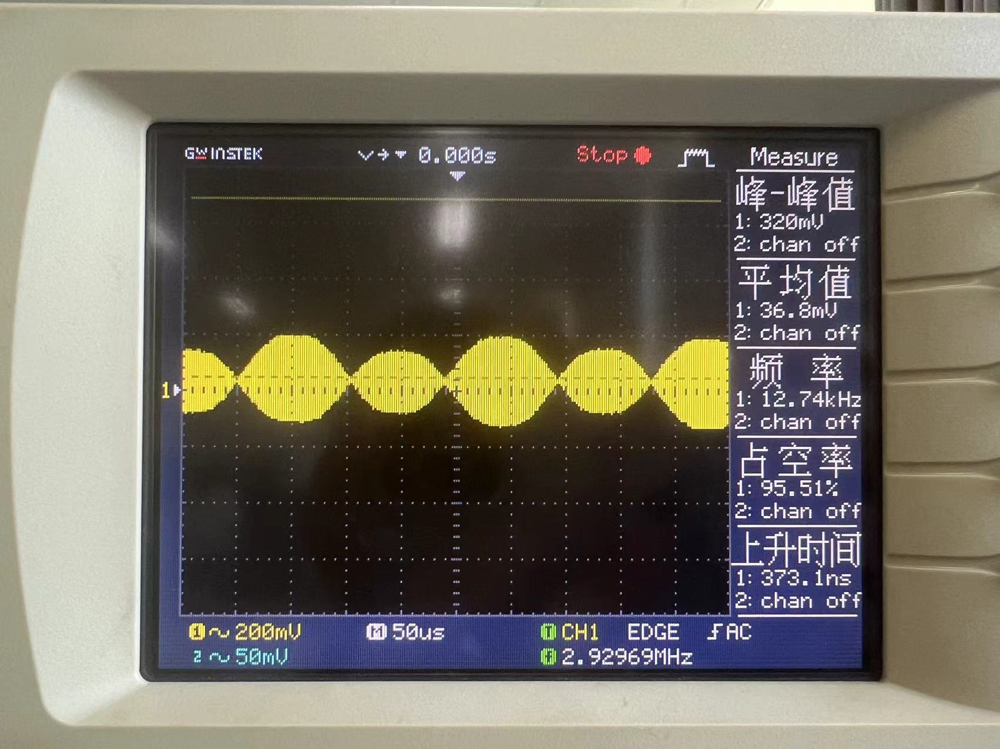 GWINSTEK 0.000s Stop Measure
峰-峰值
1: 320mV
2: chan off
平均值
1: 36.8mV
2: chan off
频 率
1: 12.74kHz
2: chan off
占空率
1: 95.51%
2: chan off
上升时间
1: 373.1ns
2: chan off
1
1 200mV M 50us T CH1 EDGE AC
2 50mV 2.92969MHz